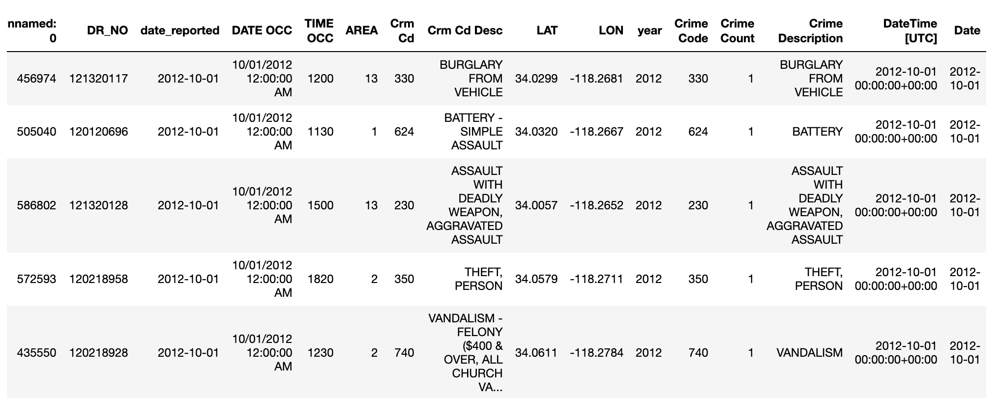 nnamed: 0 DR_NO date_reported DATE OCC TIME OCC AREA Crm Cd Crm Cd Desc LAT LON year Crime Code Crime Count Crime Description DateTime [UTC] Date
456974 121320117 2012-10-01 10/01/2012 12:00:00 AM 1200 13 330 BURGLARY FROM VEHICLE 34.0299 -118.2681 2012 330 1 BURGLARY FROM VEHICLE 2012-10-01 00:00:00+00:00 2012-10-01
505040 120120696 2012-10-01 10/01/2012 12:00:00 AM 1130 1 624 BATTERY - SIMPLE ASSAULT 34.0320 -118.2667 2012 624 1 BATTERY 2012-10-01 00:00:00+00:00 2012-10-01
586802 121320128 2012-10-01 10/01/2012 12:00:00 AM 1500 13 230 ASSAULT WITH DEADLY WEAPON, AGGRAVATED ASSAULT 34.0057 -118.2652 2012 230 1 ASSAULT WITH DEADLY WEAPON, AGGRAVATED ASSAULT 2012-10-01 00:00:00+00:00 2012-10-01
572593 120218958 2012-10-01 10/01/2012 12:00:00 AM 1820 2 350 THEFT, PERSON 34.0579 -118.2711 2012 350 1 THEFT, PERSON 2012-10-01 00:00:00+00:00 2012-10-01
435550 120218928 2012-10-01 10/01/2012 12:00:00 AM 1230 2 740 VANDALISM - FELONY ($400 & OVER, ALL CHURCH VA... 34.0611 -118.2784 2012 740 1 VANDALISM 2012-10-01 00:00:00+00:00 2012-10-01